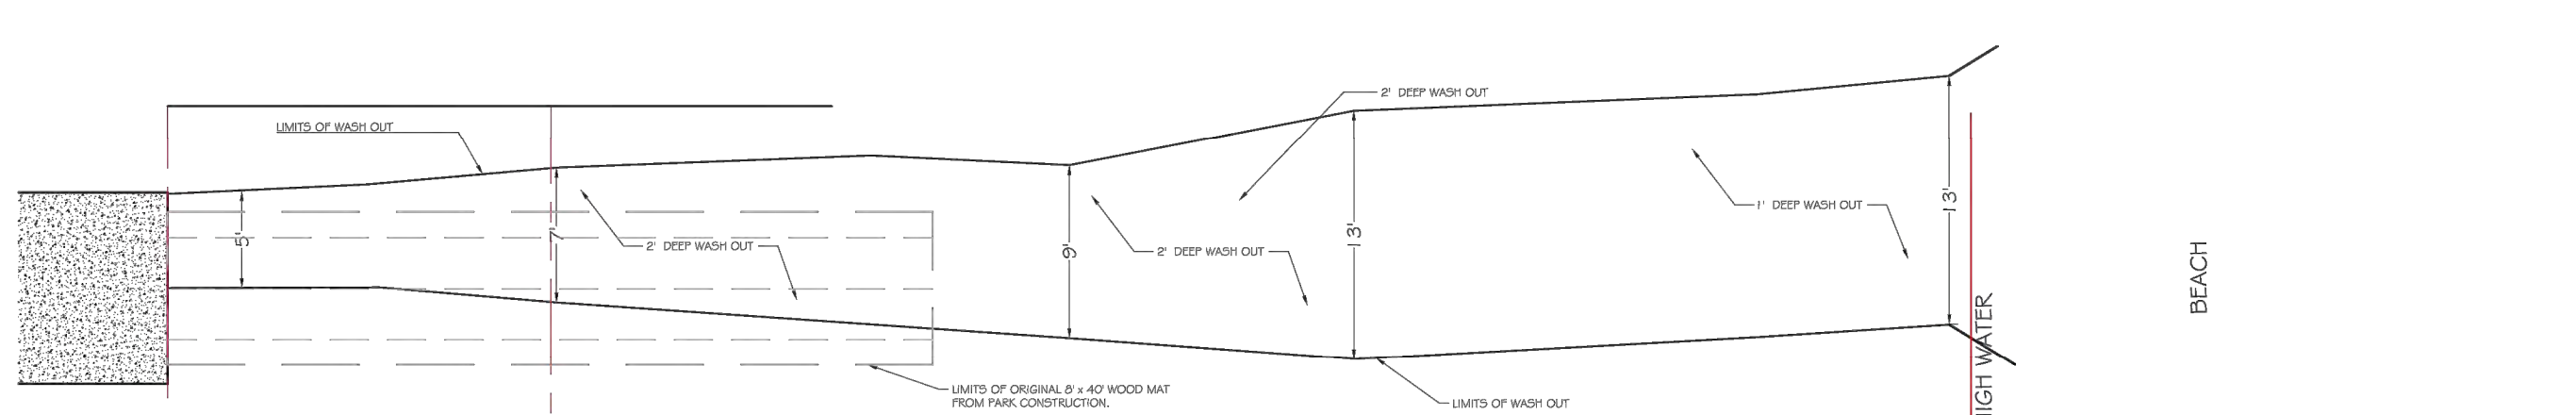 2' DEEP WASH OUT
LIMITS OF WASH OUT
5'
7'
2' DEEP WASH OUT
9'
2' DEEP WASH OUT
13'
1' DEEP WASH OUT
13'
HIGH WATER
BEACH
LIMITS OF ORIGINAL 8' x 40' WOOD MAT
FROM PARK CONSTRUCTION.
LIMITS OF WASH OUT